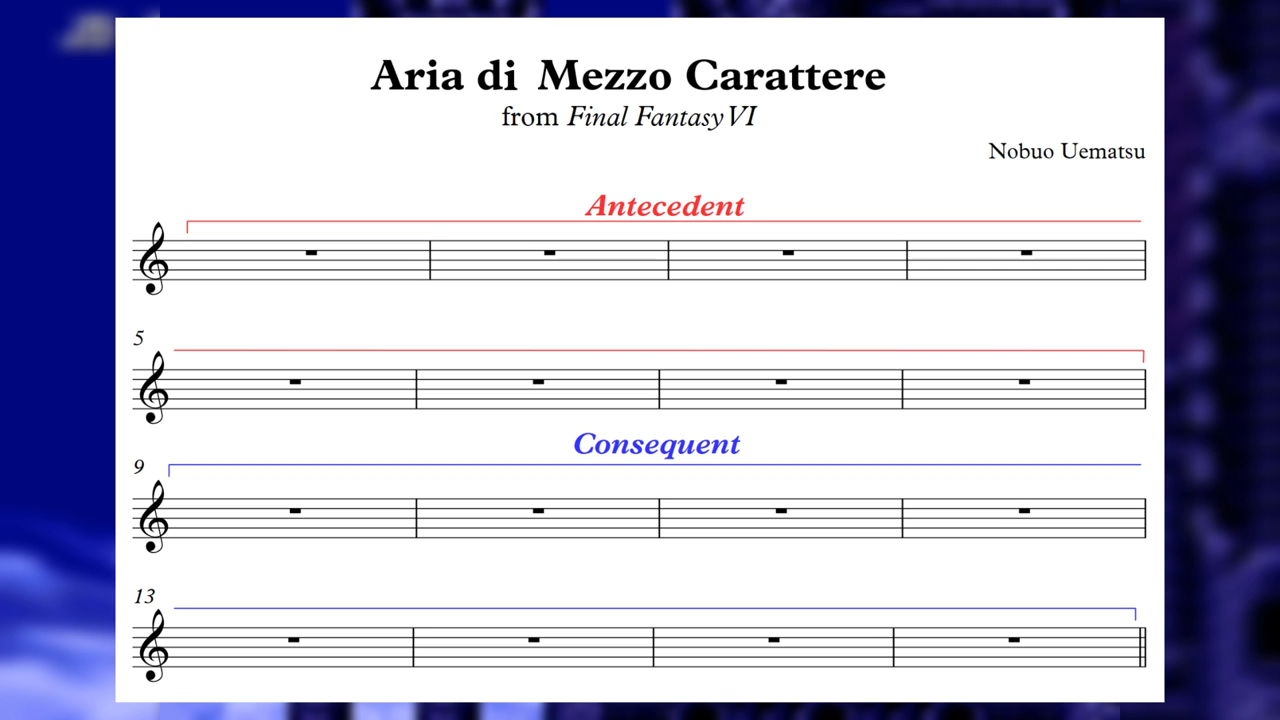 Aria di Mezzo Carattere
from Final Fantasy VI
Nobuo Uematsu
Antecedent
5
Consequent
9
13